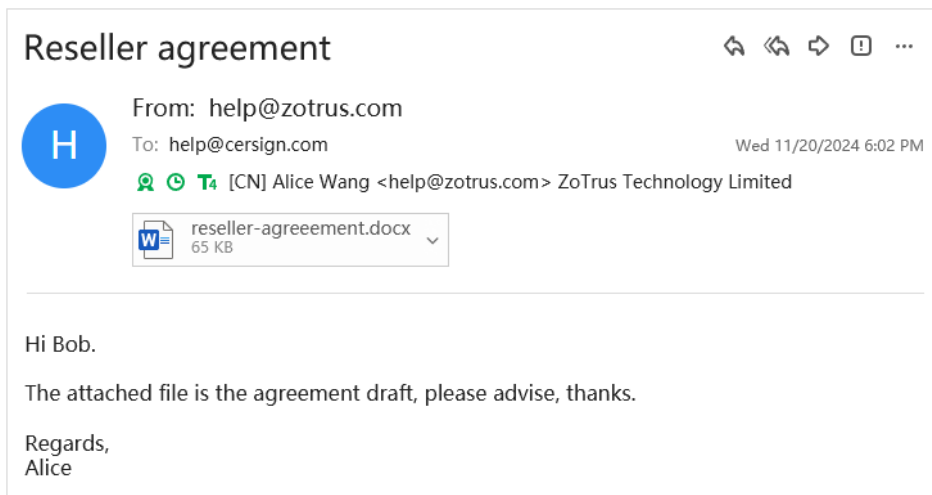 Reseller agreement
From: help@zotrus.com
H
To: help@cersign.com
Wed 11/20/2024 6:02 PM
T4 [CN] Alice Wang <help@zotrus.com> ZoTrus Technology Limited
W
reseller-agreeement.docx
65 KB
Hi Bob.
The attached file is the agreement draft, please advise, thanks.
Regards,
Alice